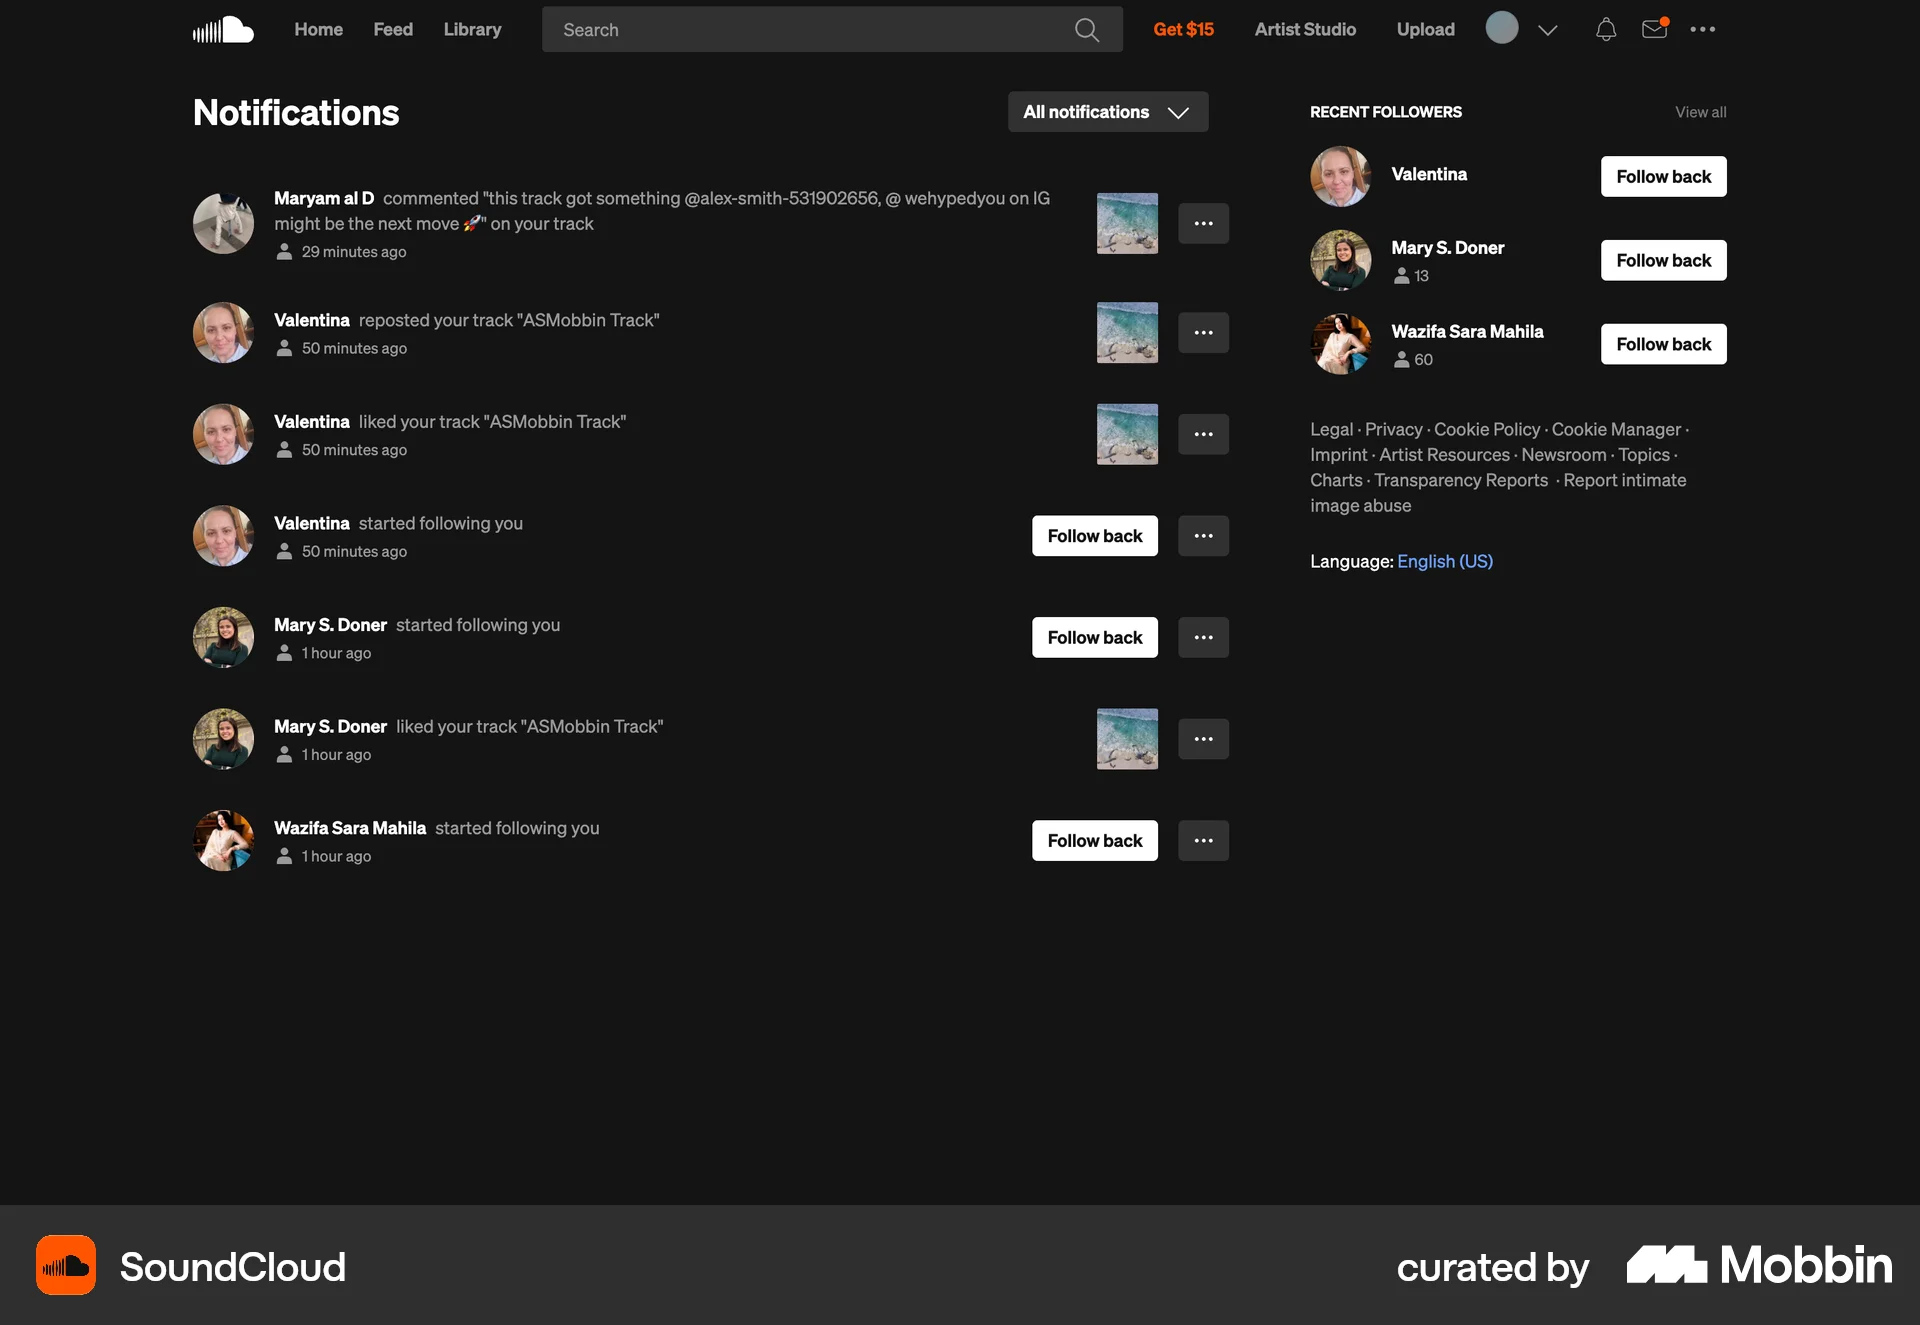 Home Feed Library Search Get $15 Artist Studio Upload
Notifications
All notifications
Maryam al D commented "this track got something @alex-smith-531902656, @ wehypedyou on IG
might be the next move 🚀" on your track
29 minutes ago
Valentina reposted your track "ASMobbin Track"
50 minutes ago
Valentina liked your track "ASMobbin Track"
50 minutes ago
Valentina started following you
50 minutes ago
Follow back
Mary S. Doner started following you
1 hour ago
Follow back
Mary S. Doner liked your track "ASMobbin Track"
1 hour ago
Wazifa Sara Mahila started following you
1 hour ago
Follow back
RECENT FOLLOWERS View all
Valentina
Follow back
Mary S. Doner
13
Follow back
Wazifa Sara Mahila
60
Follow back
Legal · Privacy · Cookie Policy · Cookie Manager ·
Imprint · Artist Resources · Newsroom · Topics ·
Charts · Transparency Reports · Report intimate
image abuse
Language: English (US)
SoundCloud
curated by Mobbin